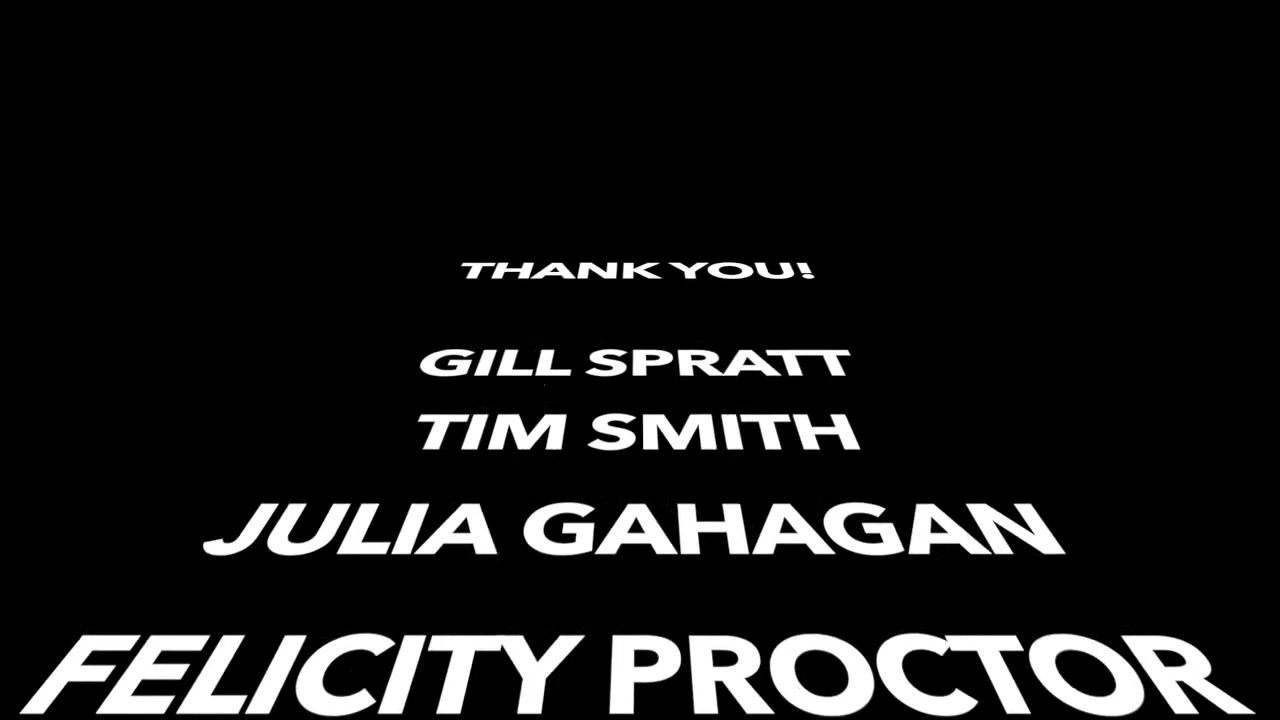 THANK YOU!
GILL SPRATT
TIM SMITH
JULIA GAHAGAN
FELICITY PROCTOR